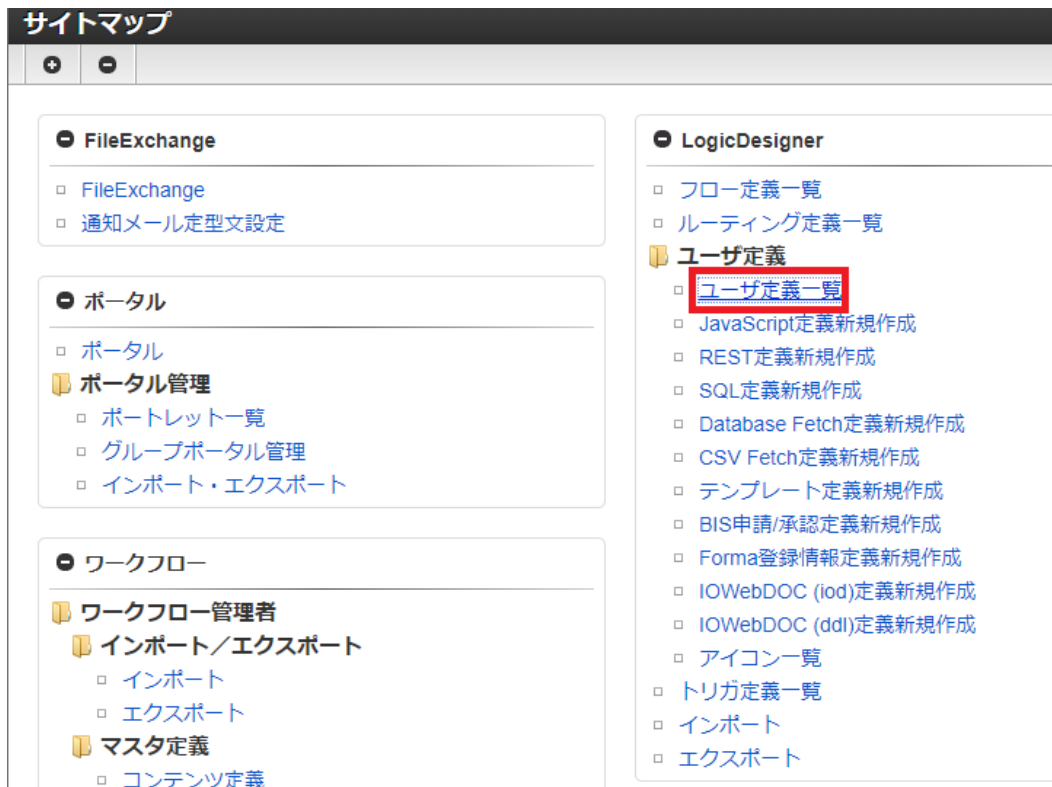 サイトマップ
FileExchange
FileExchange
通知メール定型文設定
ポータル
ポータル
ポータル管理
ポートレット一覧
グループポータル管理
インポート・エクスポート
ワークフロー
ワークフロー管理者
インポート／エクスポート
インポート
エクスポート
マスタ定義
コンテンツ定義
LogicDesigner
フロー定義一覧
ルーティング定義一覧
ユーザ定義
ユーザ定義一覧
JavaScript定義新規作成
REST定義新規作成
SQL定義新規作成
Database Fetch定義新規作成
CSV Fetch定義新規作成
テンプレート定義新規作成
BIS申請/承認定義新規作成
Forma登録情報定義新規作成
IOWebDOC (iod)定義新規作成
IOWebDOC (ddl)定義新規作成
アイコン一覧
トリガ定義一覧
インポート
エクスポート